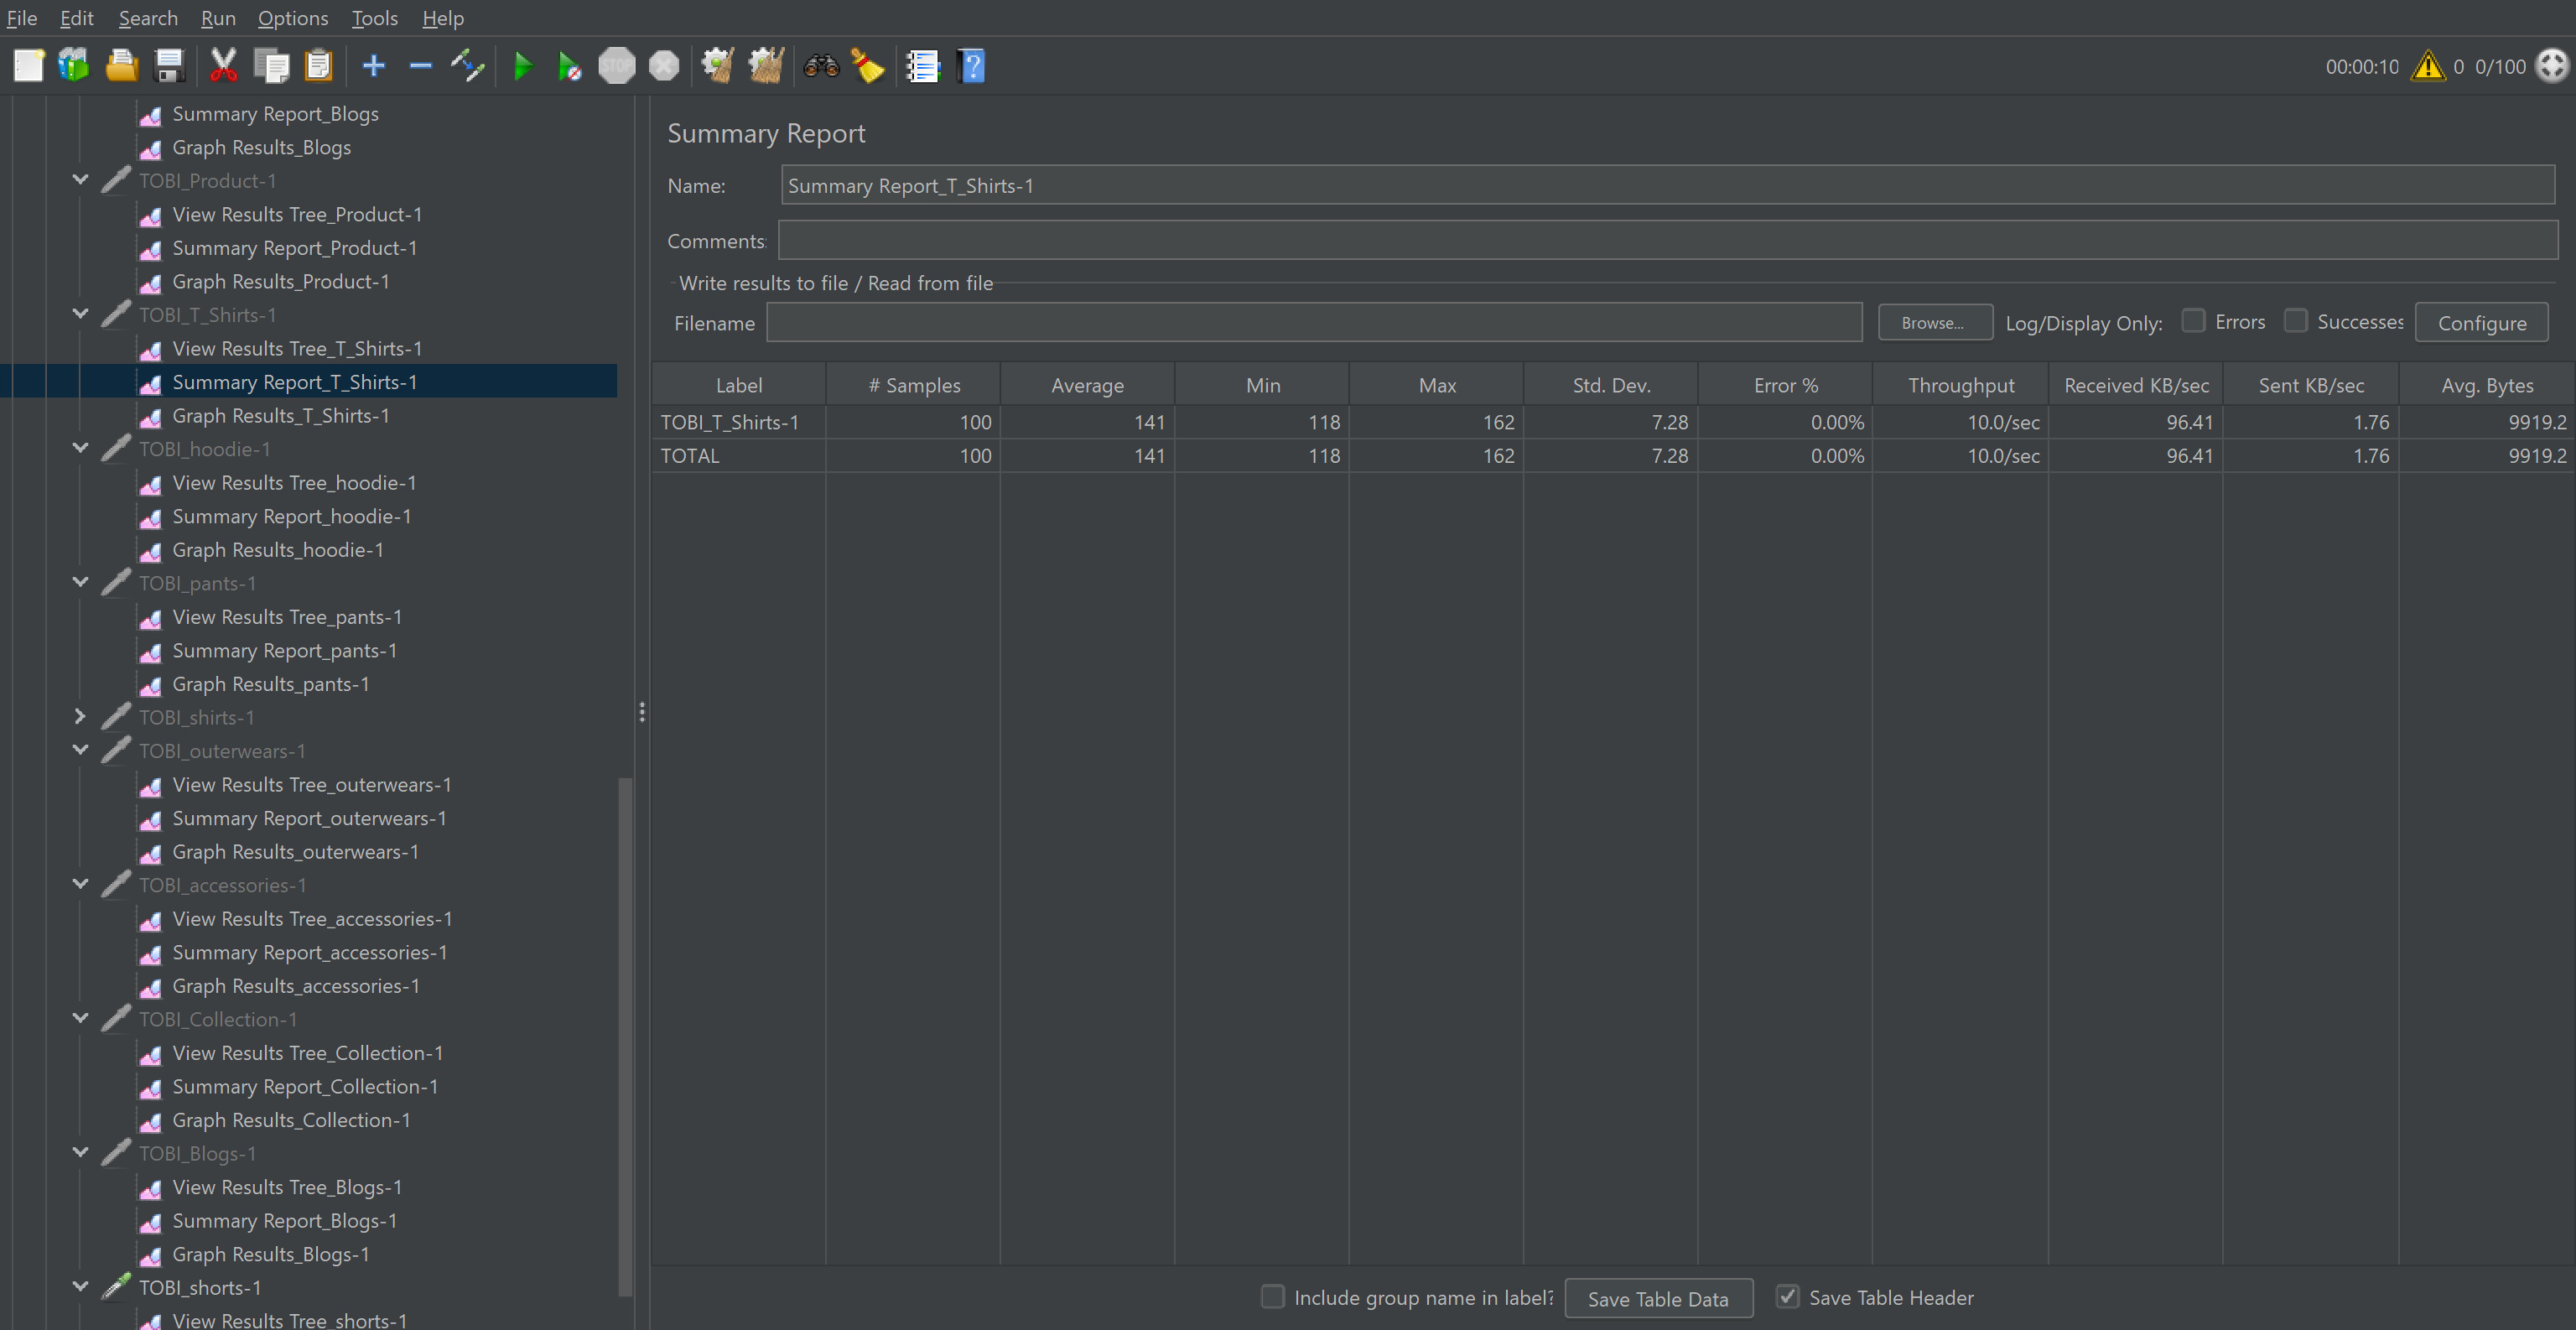 File Edit Search Run Options Tools Help
STOP
00:00:10 0 0/100
Summary Report_Blogs
Graph Results_Blogs
TOBI_Product-1
View Results Tree_Product-1
Summary Report_Product-1
Graph Results_Product-1
TOBI_T_Shirts-1
View Results Tree_T_Shirts-1
Summary Report_T_Shirts-1
Graph Results_T_Shirts-1
TOBI_hoodie-1
View Results Tree_hoodie-1
Summary Report_hoodie-1
Graph Results_hoodie-1
TOBI_pants-1
View Results Tree_pants-1
Summary Report_pants-1
Graph Results_pants-1
TOBI_shirts-1
TOBI_outerwears-1
View Results Tree_outerwears-1
Summary Report_outerwears-1
Graph Results_outerwears-1
TOBI_accessories-1
View Results Tree_accessories-1
Summary Report_accessories-1
Graph Results_accessories-1
TOBI_Collection-1
View Results Tree_Collection-1
Summary Report_Collection-1
Graph Results_Collection-1
TOBI_Blogs-1
View Results Tree_Blogs-1
Summary Report_Blogs-1
Graph Results_Blogs-1
TOBI_shorts-1
View Results Tree_shorts-1
Summary Report
Name: Summary Report_T_Shirts-1
Comments:
Write results to file / Read from file
Filename Browse... Log/Display Only: Errors Successes Configure
Label # Samples Average Min Max Std. Dev. Error % Throughput Received KB/sec Sent KB/sec Avg. Bytes
TOBI_T_Shirts-1 100 141 118 162 7.28 0.00% 10.0/sec 96.41 1.76 9919.2
TOTAL 100 141 118 162 7.28 0.00% 10.0/sec 96.41 1.76 9919.2
Include group name in label? Save Table Data Save Table Header